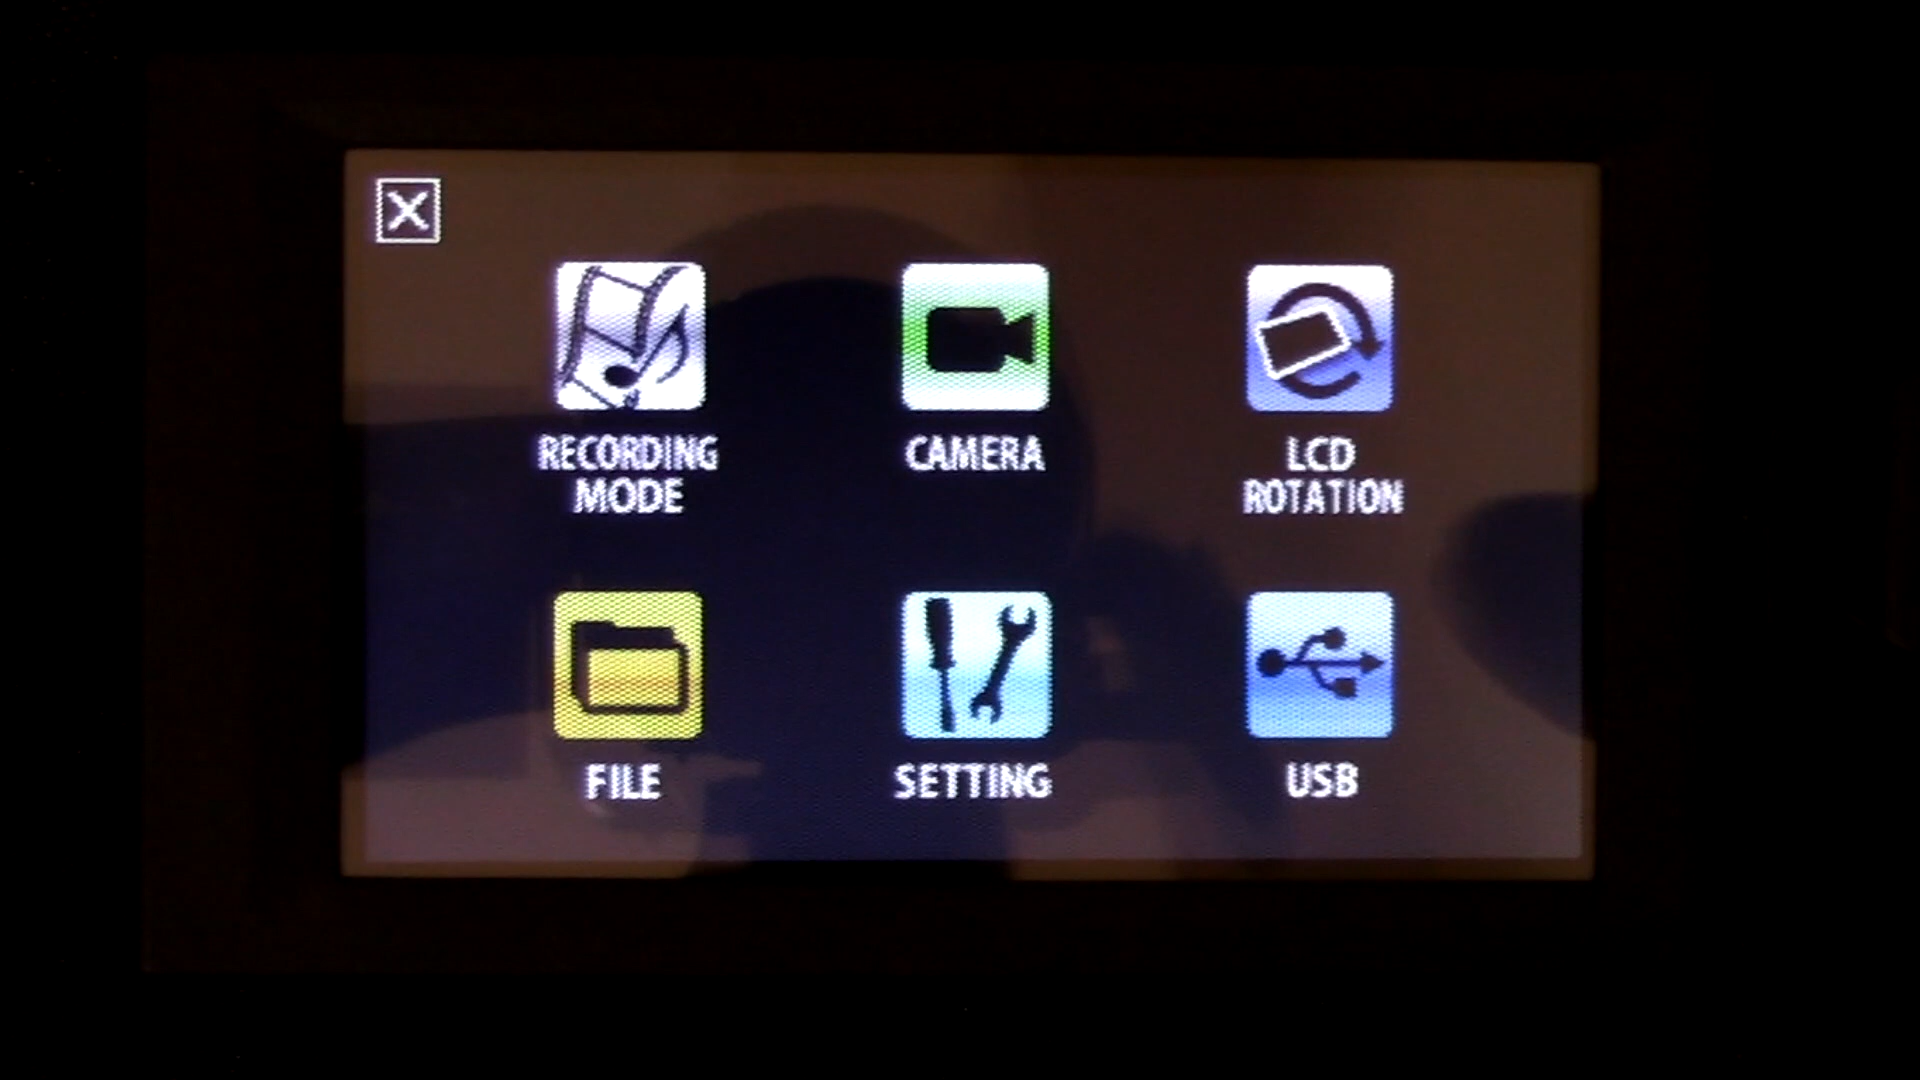 X
RECORDING
MODE
CAMERA
LCD
ROTATION
FILE
SETTING
USB